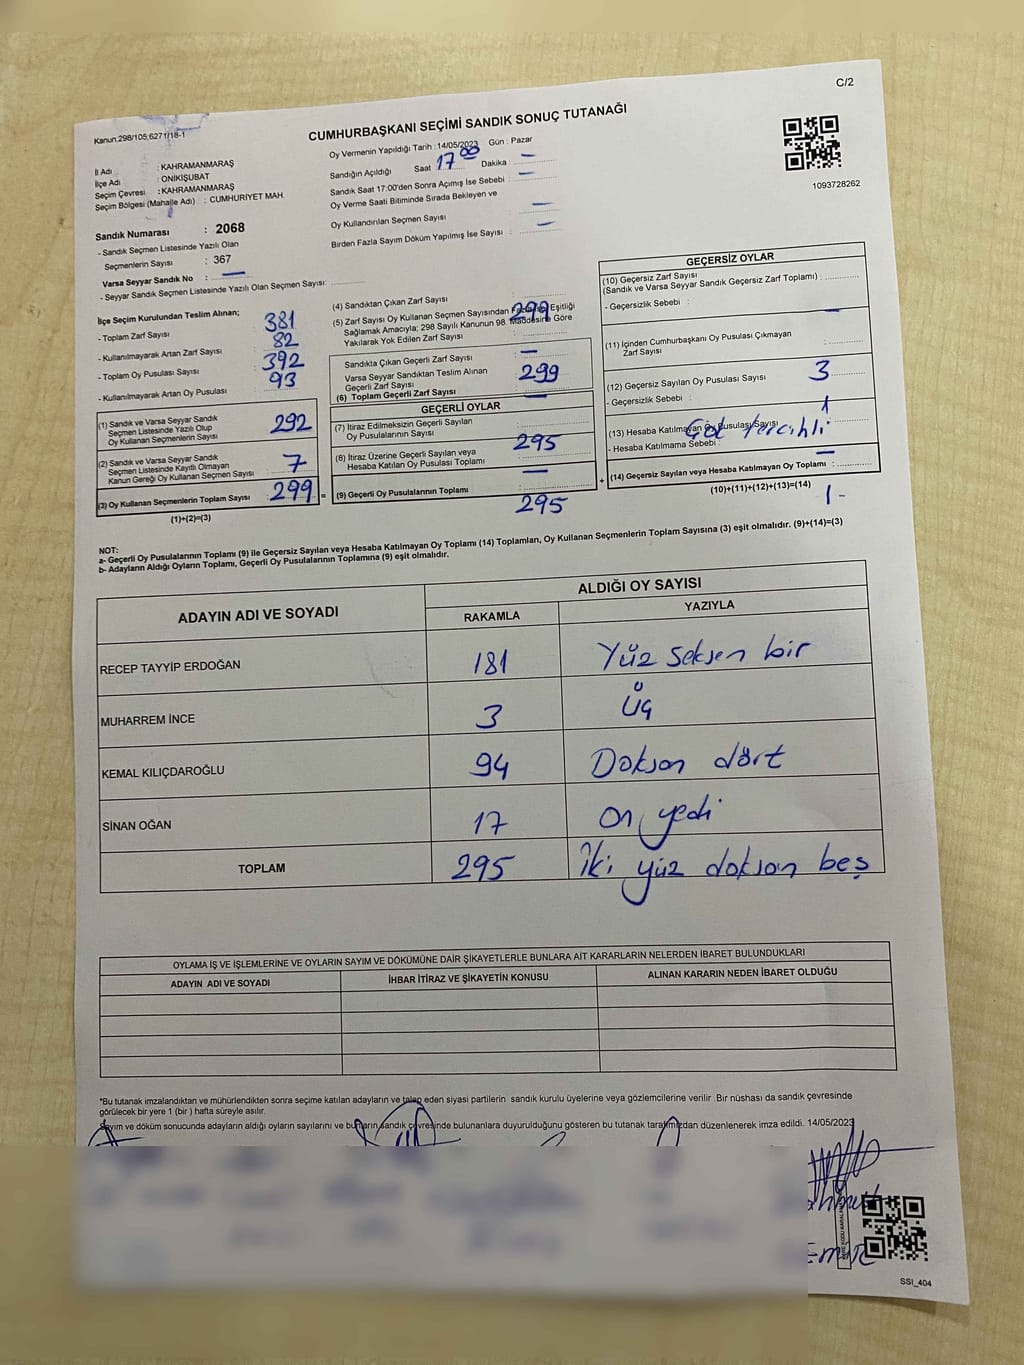 C/2
Kanun:298/105;6271/18-1
CUMHURBAŞKANI SEÇİMİ SANDIK SONUÇ TUTANAĞI
1093728262
İl Adı : KAHRAMANMARAŞ
İlçe Adı : ONİKİŞUBAT
Seçim Çevresi : KAHRAMANMARAŞ
Seçim Bölgesi (Mahalle Adı) : CUMHURİYET MAH
Sandık Numarası : 2068
- Sandık Seçmen Listesinde Yazılı Olan
Seçmenlerin Sayısı : 367
Varsa Seyyar Sandık No : —
- Seyyar Sandık Seçmen Listesinde Yazılı Olan Seçmen Sayısı:
Oy Vermenin Yapıldığı Tarih : 14/05/2023 Gün : Pazar
Sandığın Açıldığı Saat 17 00 Dakika : —
Sandık Saat 17:00'den Sonra Açımış İse Sebebi : —
Oy Verme Saati Bitiminde Sırada Bekleyen ve
Oy Kullandırılan Seçmen Sayısı : —
Birden Fazla Sayım Döküm Yapılmış İse Sayısı : —
İlçe Seçim Kurulundan Teslim Alınan;
- Toplam Zarf Sayısı : 381
- Kullanılmayarak Artan Zarf Sayısı : 82
- Toplam Oy Pusulası Sayısı : 392
- Kullanılmayarak Artan Oy Pusulası : 93
(1) Sandık ve Varsa Seyyar Sandık
Seçmen Listesinde Yazılı Olup
Oy Kullanan Seçmenlerin Sayısı : 292
(2) Sandık ve Varsa Seyyar Sandık
Seçmen Listesinde Kayıtlı Olmayan
Kanun Gereği Oy Kullanan Seçmen Sayısı : 7
(3) Oy Kullanan Seçmenlerin Toplam Sayısı : 299 =
(1)+(2)=(3)
(4) Sandıktan Çıkan Zarf Sayısı : 299
(5) Zarf Sayısı Oy Kullanan Seçmen Sayısından Fazla ise, Eşitliği
Sağlamak Amacıyla; 298 Sayılı Kanunun 98. Maddesine Göre
Yakılarak Yok Edilen Zarf Sayısı : —
Sandıkta Çıkan Geçerli Zarf Sayısı : 299
Varsa Seyyar Sandıktan Teslim Alınan
Geçerli Zarf Sayısı : —
(6) Toplam Geçerli Zarf Sayısı
GEÇERLİ OYLAR
(7) İtiraz Edilmeksizin Geçerli Sayılan
Oy Pusulalarının Sayısı : 295
(8) İtiraz Üzerine Geçerli Sayılan veya
Hesaba Katılan Oy Pusulası Toplamı : —
(9) Geçerli Oy Pusulalarının Toplamı : 295 +
GEÇERSİZ OYLAR
(10) Geçersiz Zarf Sayısı
(Sandık ve Varsa Seyyar Sandık Geçersiz Zarf Toplamı) :
- Geçersizlik Sebebi : —
(11) İçinden Cumhurbaşkanı Oy Pusulası Çıkmayan
Zarf Sayısı : 3
(12) Geçersiz Sayılan Oy Pusulası Sayısı : 1
- Geçersizlik Sebebi : Çok tercihli
(13) Hesaba Katılmayan Oy Pusulası Sayısı
- Hesaba Katılmama Sebebi : —
(14) Geçersiz Sayılan veya Hesaba Katılmayan Oy Toplamı : 1-
(10)+(11)+(12)+(13)=(14)
NOT:
a- Geçerli Oy Pusulalarının Toplamı (9) ile Geçersiz Sayılan veya Hesaba Katılmayan Oy Toplamı (14) Toplamları, Oy Kullanan Seçmenlerin Toplam Sayısına (3) eşit olmalıdır. (9)+(14)=(3)
b- Adayların Aldığı Oyların Toplamı, Geçerli Oy Pusulalarının Toplamına (9) eşit olmalıdır.
ADAYIN ADI VE SOYADI ALDIĞI OY SAYISI
RAKAMLA YAZIYLA
RECEP TAYYİP ERDOĞAN 181 Yüz Seksen bir
MUHARREM İNCE 3 Üç
KEMAL KILIÇDAROĞLU 94 Doksan dört
SİNAN OĞAN 17 On yedi
TOPLAM 295 İki yüz doksan beş
OYLAMA İŞ VE İŞLEMLERİNE VE OYLARIN SAYIM VE DÖKÜMÜNE DAİR ŞİKAYETLERLE BUNLARA AİT KARARLARIN NELERDEN İBARET BULUNDUKLARI
ADAYIN ADI VE SOYADI İHBAR İTİRAZ VE ŞİKAYETİN KONUSU ALINAN KARARIN NEDEN İBARET OLDUĞU
*Bu tutanak imzalandıktan ve mühürlendikten sonra seçime katılan adayların ve talep eden siyasi partilerin sandık kurulu üyelerine veya gözlemcilerine verilir .Bir nüshası da sandık çevresinde
görülecek bir yere 1 (bir ) hafta süreyle asılır.
Sayım ve döküm sonucunda adayların aldığı oyların sayılarını ve bunların sandık çevresinde bulunanlara duyurulduğunu gösteren bu tutanak tarafımızdan düzenlenerek imza edildi. 14/05/2023
SSI_404